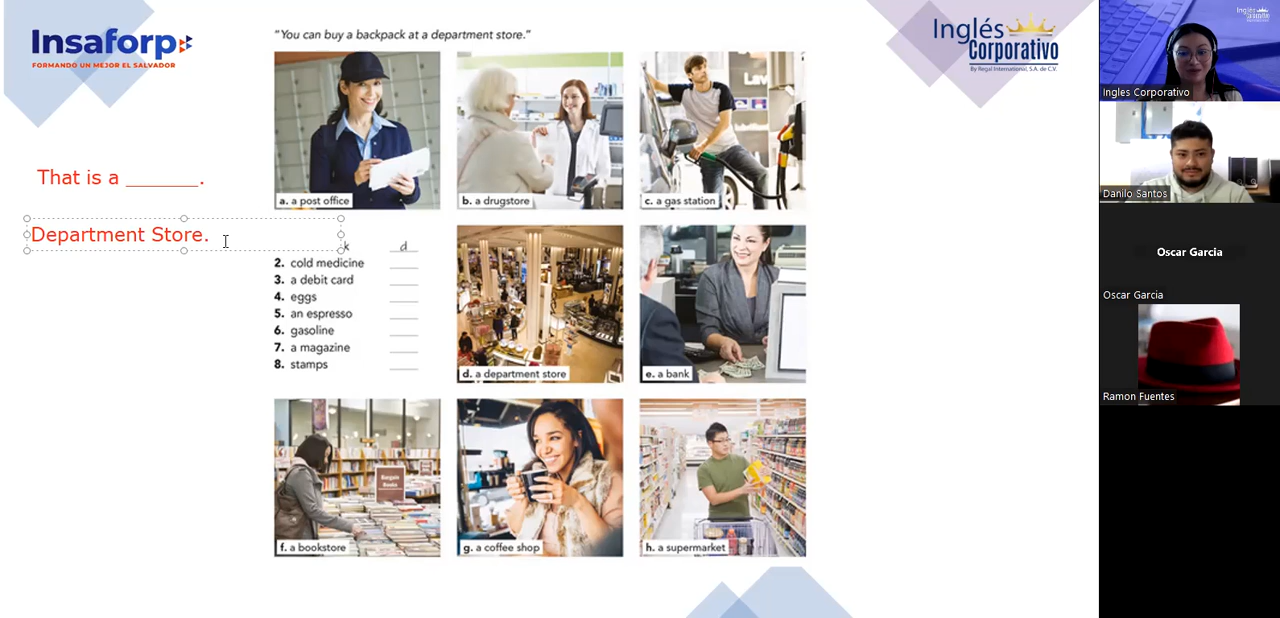 Insaforp
FORMANDO UN MEJOR EL SALVADOR
"You can buy a backpack at a department store."
Inglés
Corporativo
By Regal International, S.A. de C.V.
a. a post office
b. a drugstore
c. a gas station
That is a _______.
Department Store.
k d
2. cold medicine
3. a debit card
4. eggs
5. an espresso
6. gasoline
7. a magazine
8. stamps
d. a department store
e. a bank
Bargain
Books
f. a bookstore
g. a coffee shop
h. a supermarket
Ingles Corporativo
Danilo Santos
Oscar Garcia
Oscar Garcia
Ramon Fuentes